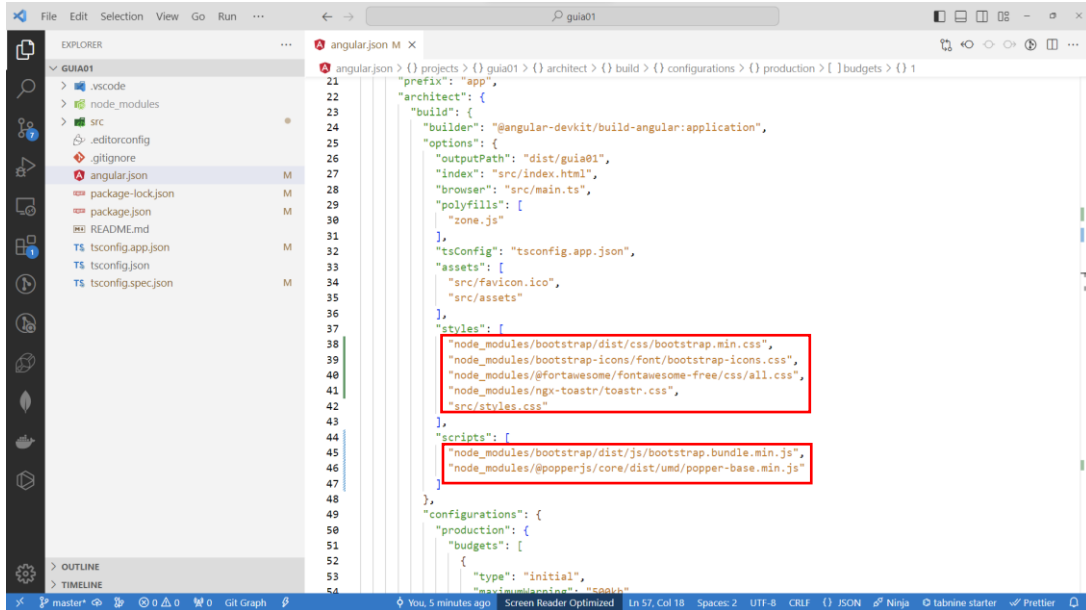 File Edit Selection View Go Run ··· guia01
EXPLORER ···
GUIA01
.vscode
node_modules
src
.editorconfig
.gitignore
angular.json M
package-lock.json M
package.json M
README.md
TS tsconfig.app.json M
TS tsconfig.json
TS tsconfig.spec.json M
OUTLINE
TIMELINE
angular.json M ×
angular.json > {} projects > {} guia01 > {} architect > {} build > {} configurations > {} production > [ ] budgets > {} 1
21 "prefix": "app",
22 "architect": {
23 "build": {
24 "builder": "@angular-devkit/build-angular:application",
25 "options": {
26 "outputPath": "dist/guia01",
27 "index": "src/index.html",
28 "browser": "src/main.ts",
29 "polyfills": [
30 "zone.js"
31 ],
32 "tsConfig": "tsconfig.app.json",
33 "assets": [
34 "src/favicon.ico",
35 "src/assets"
36 ],
37 "styles": [
38 "node_modules/bootstrap/dist/css/bootstrap.min.css",
39 "node_modules/bootstrap-icons/font/bootstrap-icons.css",
40 "node_modules/@fortawesome/fontawesome-free/css/all.css",
41 "node_modules/ngx-toastr/toastr.css",
42 "src/styles.css"
43 ],
44 "scripts": [
45 "node_modules/bootstrap/dist/js/bootstrap.bundle.min.js",
46 "node_modules/@popperjs/core/dist/umd/popper-base.min.js"
47 ]
48 },
49 "configurations": {
50 "production": {
51 "budgets": [
52 {
53 "type": "initial",
54 "maximumWarning": "500kb"
master* 0 0 0 Git Graph You, 5 minutes ago Screen Reader Optimized Ln 57, Col 18 Spaces: 2 UTF-8 CRLF {} JSON Ninja tabnine starter Prettier